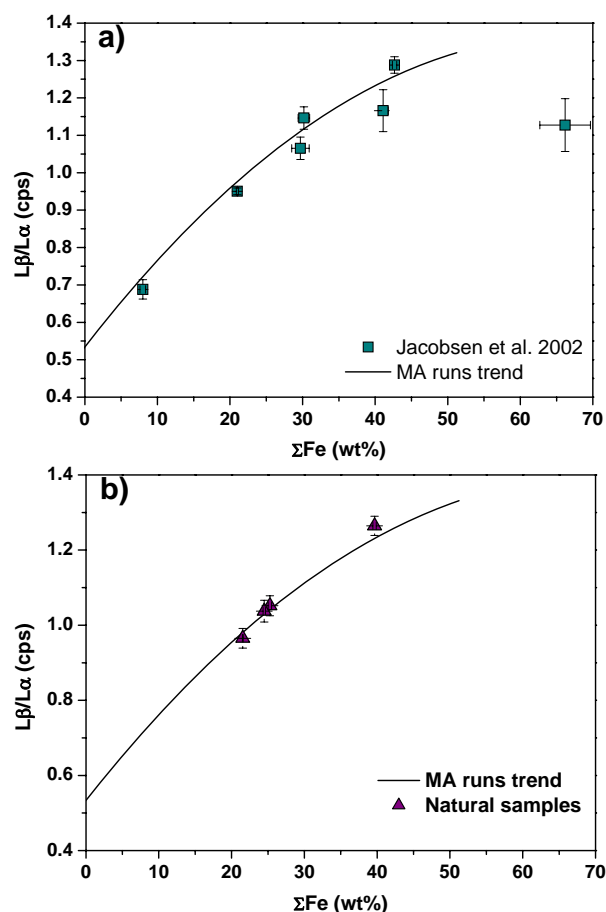 a)
1.4
1.3
1.2
1.1
1.0
0.9
0.8
0.7
0.6
0.5
0.4
Lβ/Lα (cps)
Jacobsen et al. 2002
MA runs trend
0 10 20 30 40 50 60 70
ΣFe (wt%)
b)
1.4
1.2
1.0
0.8
0.6
0.4
Lβ/Lα (cps)
MA runs trend
Natural samples
0 10 20 30 40 50 60 70
ΣFe (wt%)